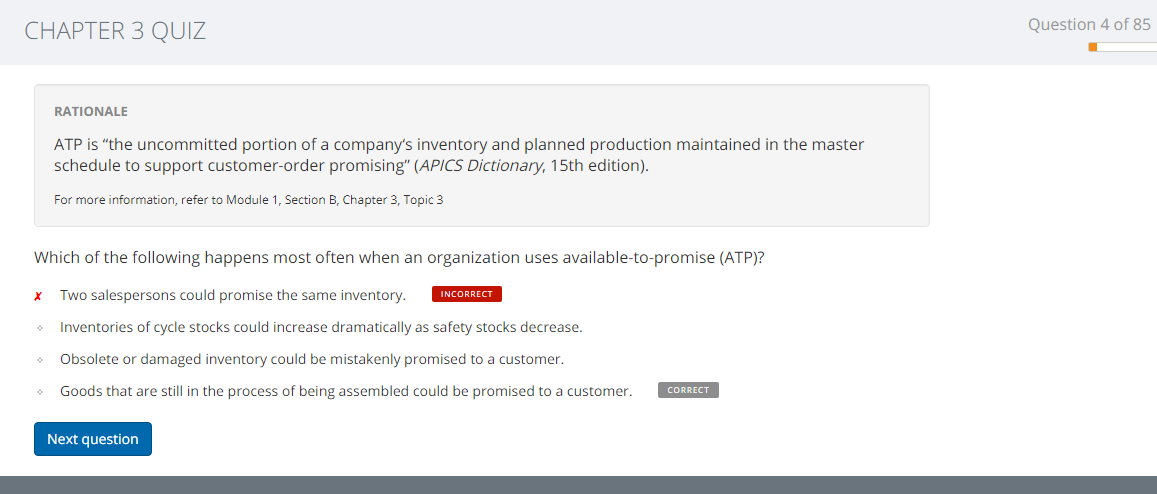 CHAPTER 3 QUIZ
Question 4 of 85
RATIONALE
ATP is “the uncommitted portion of a company’s inventory and planned production maintained in the master
schedule to support customer-order promising” (APICS Dictionary, 15th edition).
For more information, refer to Module 1, Section B, Chapter 3, Topic 3
Which of the following happens most often when an organization uses available-to-promise (ATP)?
✗ Two salespersons could promise the same inventory. INCORRECT
Inventories of cycle stocks could increase dramatically as safety stocks decrease.
Obsolete or damaged inventory could be mistakenly promised to a customer.
Goods that are still in the process of being assembled could be promised to a customer. CORRECT
Next question